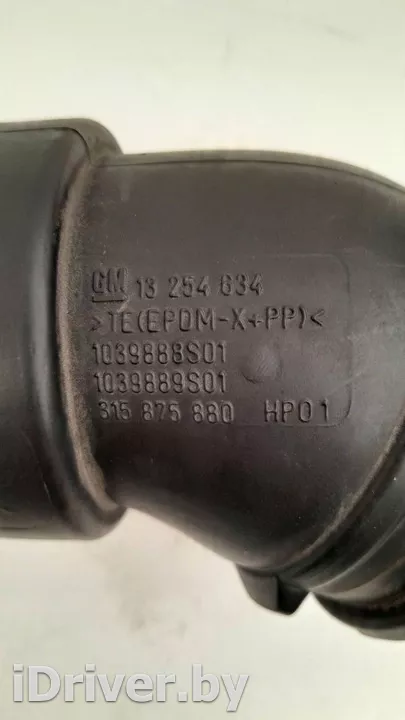 GM 13 254 634
>TE(EPDM-X+PP)<
1039888S01
1039889S01
315 875 880 HP01
iDriver.by